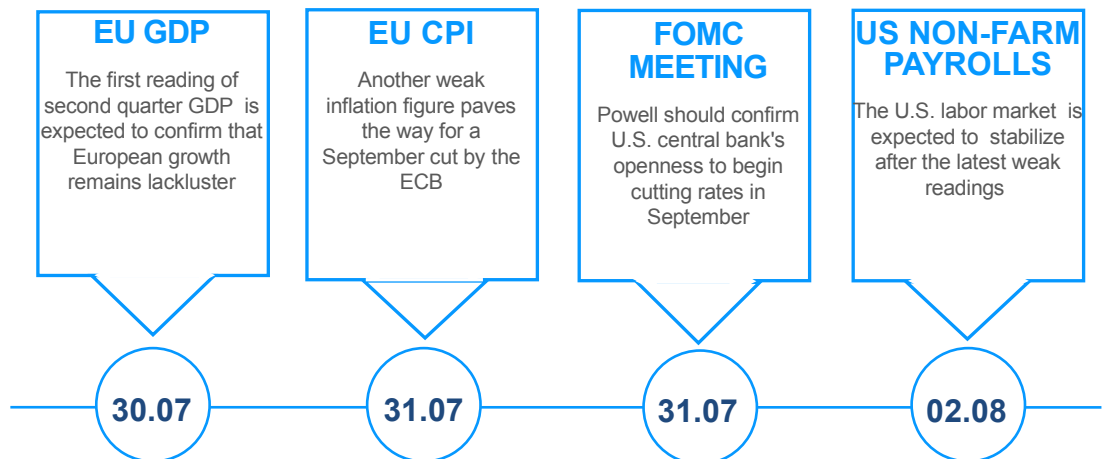 EU GDP
The first reading of
second quarter GDP is
expected to confirm that
European growth
remains lackluster
30.07
EU CPI
Another weak
inflation figure paves
the way for a
September cut by the
ECB
31.07
FOMC
MEETING
Powell should confirm
U.S. central bank's
openness to begin
cutting rates in
September
31.07
US NON-FARM
PAYROLLS
The U.S. labor market is
expected to stabilize
after the latest weak
readings
02.08